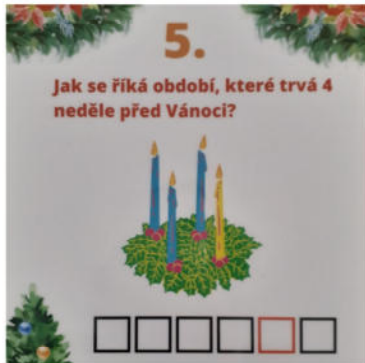 5.
Jak se říká období, které trvá 4
neděle před Vánoci?